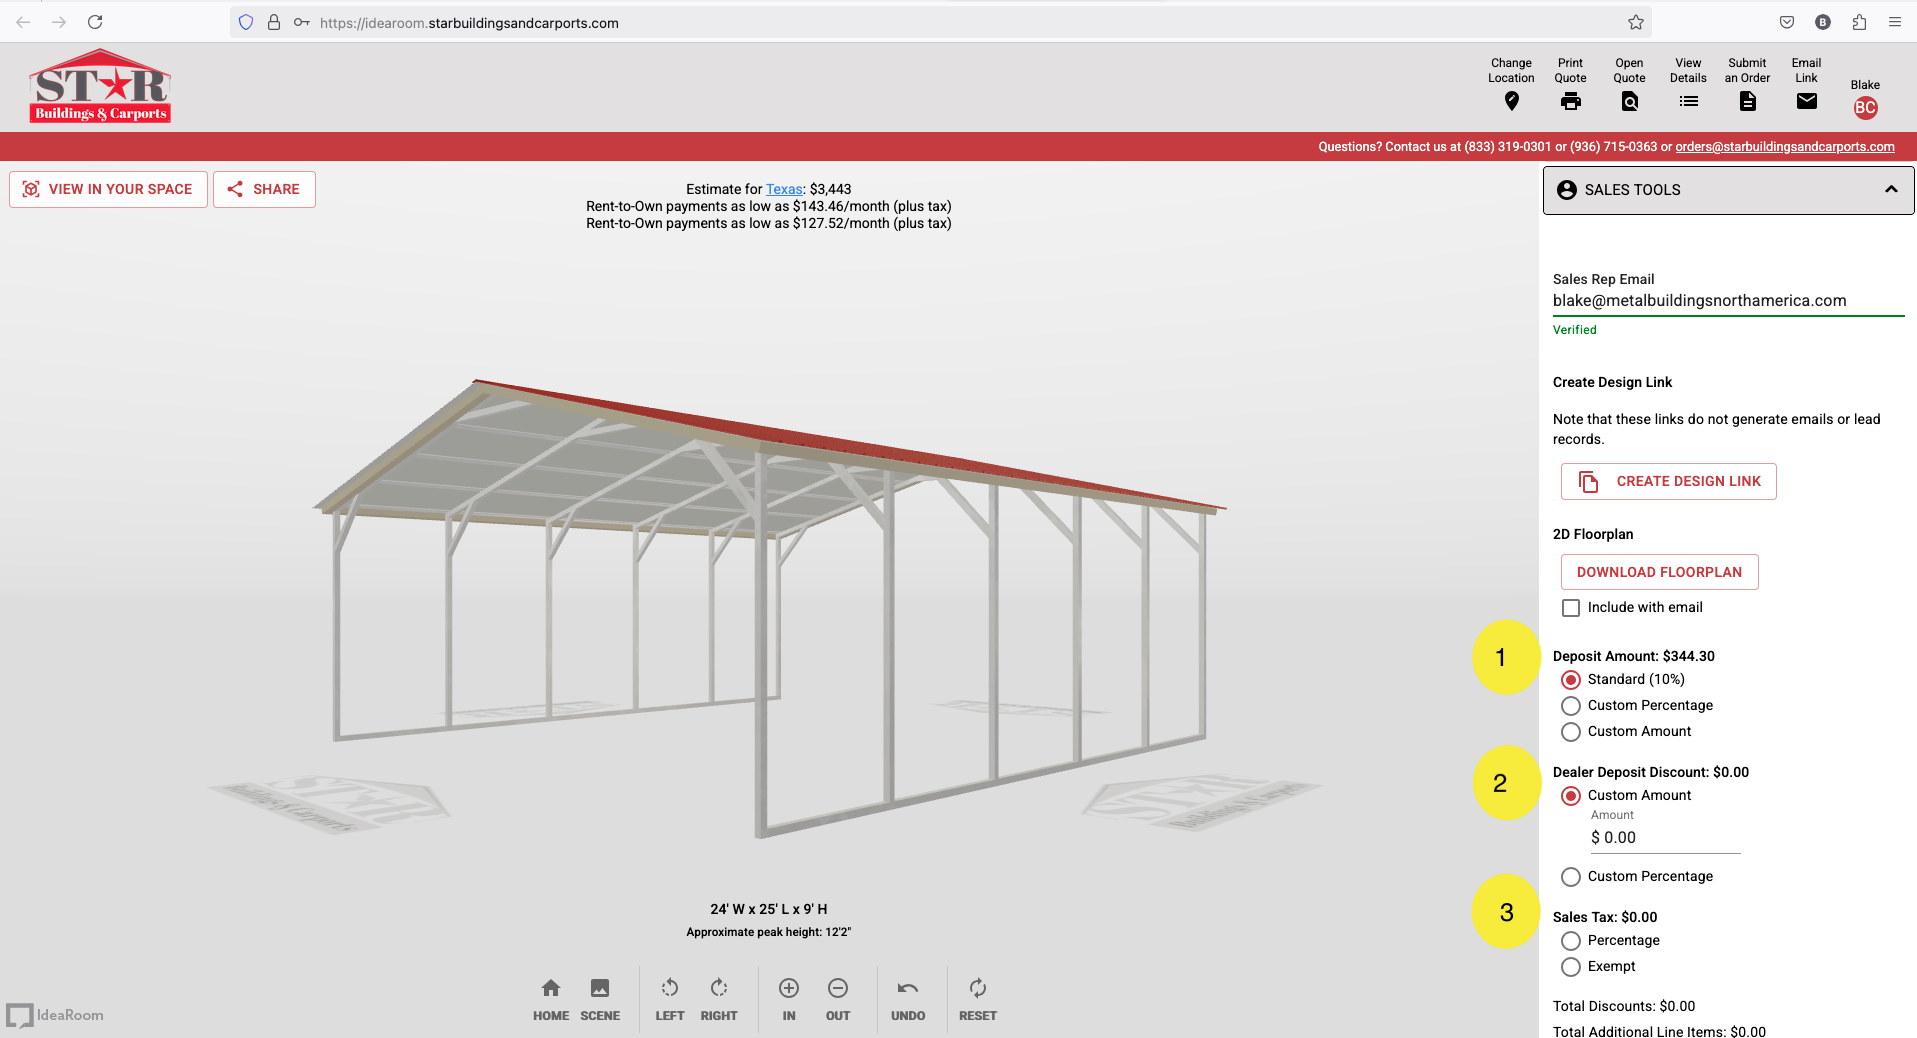 https://idearoom.starbuildingsandcarports.com
B
STAR
Buildings & Carports
Change Location
Print Quote
Open Quote
View Details
Submit an Order
Email Link
Blake
BC
Questions? Contact us at (833) 319-0301 or (936) 715-0363 or orders@starbuildingsandcarports.com
VIEW IN YOUR SPACE
SHARE
Estimate for Texas: $3,443
Rent-to-Own payments as low as $143.46/month (plus tax)
Rent-to-Own payments as low as $127.52/month (plus tax)
STAR
Buildings & Carports
STAR
Buildings & Carports
24' W x 25' L x 9' H
Approximate peak height: 12'2"
HOME
SCENE
LEFT
RIGHT
IN
OUT
UNDO
RESET
IdeaRoom
SALES TOOLS
Sales Rep Email
blake@metalbuildingsnorthamerica.com
Verified
Create Design Link
Note that these links do not generate emails or lead
records.
CREATE DESIGN LINK
2D Floorplan
DOWNLOAD FLOORPLAN
Include with email
1
Deposit Amount: $344.30
Standard (10%)
Custom Percentage
Custom Amount
2
Dealer Deposit Discount: $0.00
Custom Amount
Amount
$ 0.00
Custom Percentage
3
Sales Tax: $0.00
Percentage
Exempt
Total Discounts: $0.00
Total Additional Line Items: $0.00